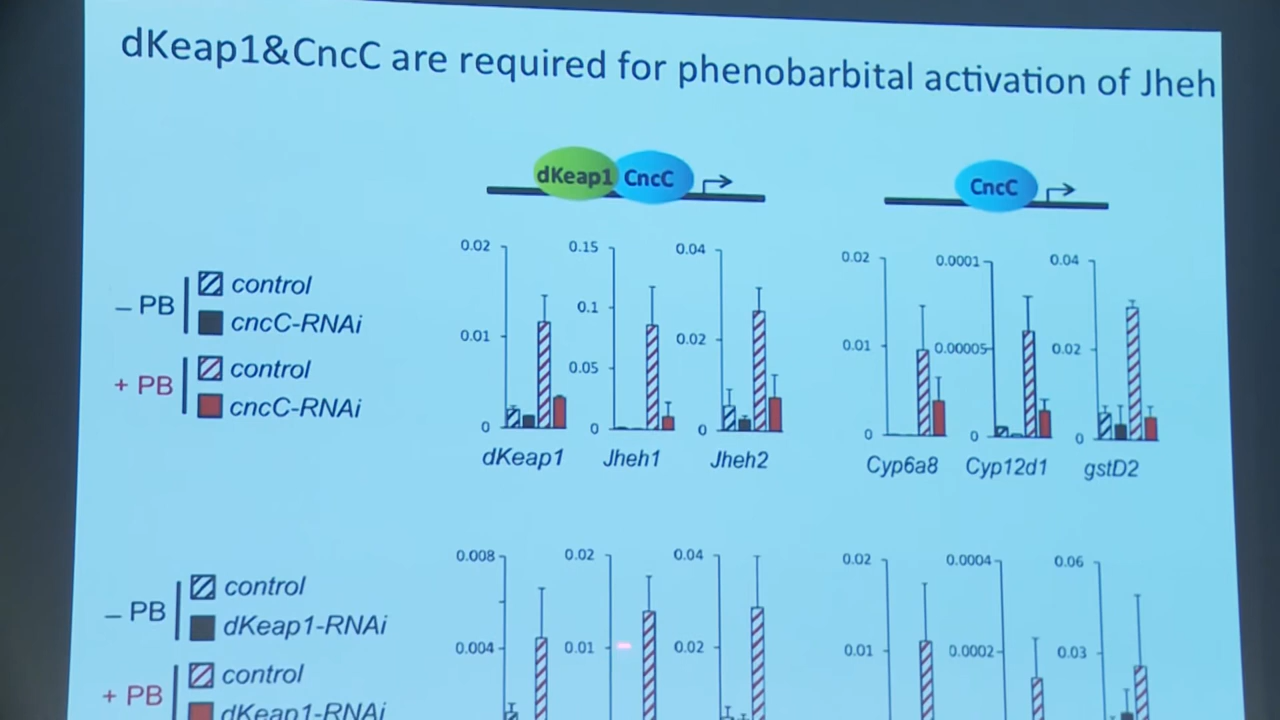 dKeap1&CncC are required for phenobarbital activation of Jheh
dKeap1 CncC
CncC
– PB
control
cncC-RNAi
+ PB
control
cncC-RNAi
0.02
0.01
0
dKeap1
0.15
0.1
0.05
0
Jheh1
0.04
0.02
0
Jheh2
0.02
0.01
0
Cyp6a8
0.0001
0.00005
0
Cyp12d1
0.04
0.02
0
gstD2
– PB
control
dKeap1-RNAi
+ PB
control
dKeap1-RNAi
0.008
0.004
0.02
0.01
0.04
0.02
0.02
0.01
0.0004
0.0002
0.06
0.03